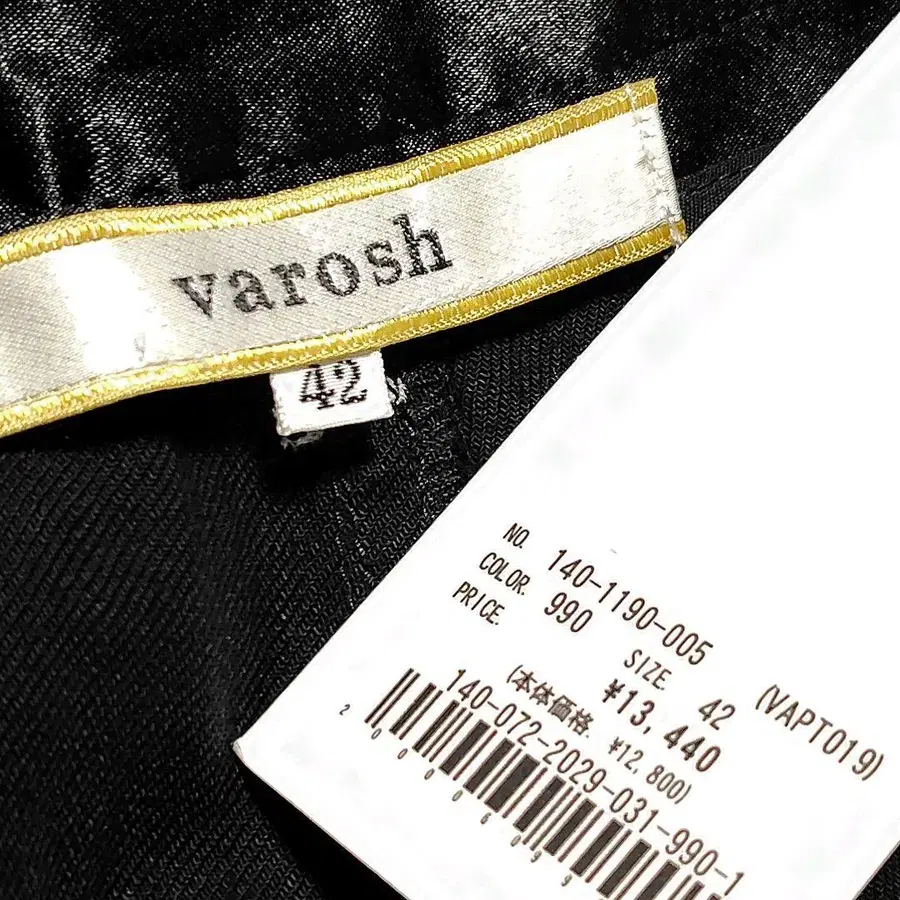 varosh
42
NO. 140-1190-005 (VAPT019)
COLOR. 990 SIZE. 42
PRICE. ¥13,440
(本体価格. ¥12,800)
140-072-2029-031-990-1
2